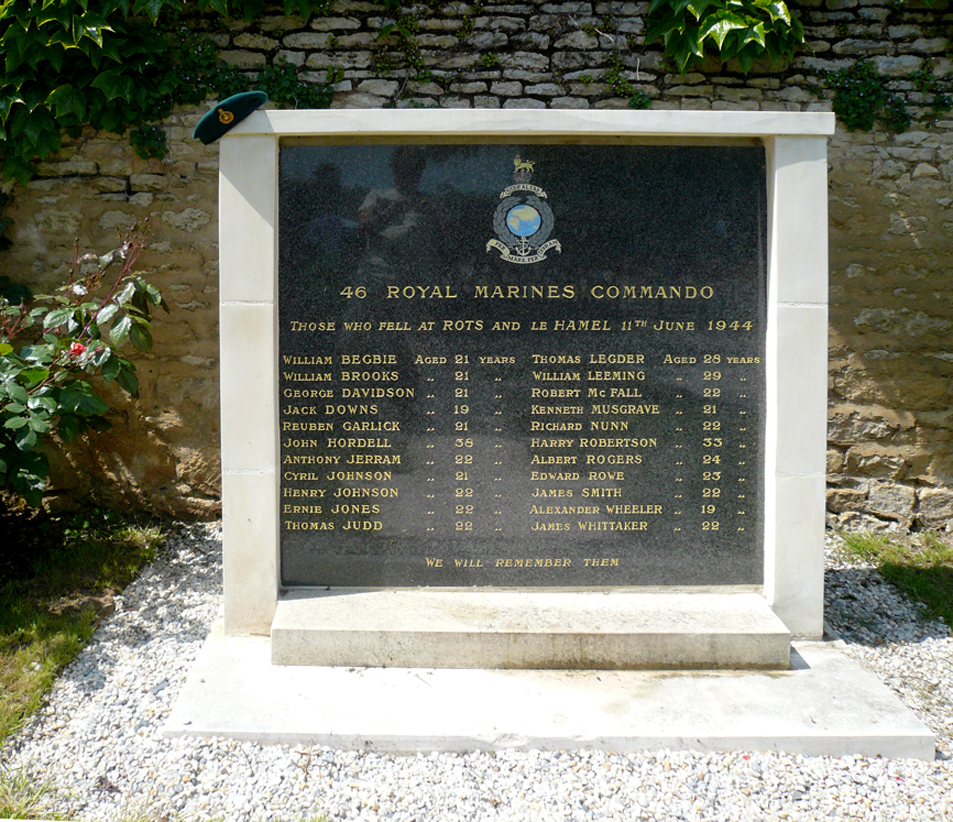 GIBRALTAR
PER MARE PER TERRAM
46 ROYAL MARINES COMMANDO
THOSE WHO FELL AT ROTS AND LE HAMEL 11TH JUNE 1944
WILLIAM BEGBIE AGED 21 YEARS THOMAS LEGDER AGED 28 YEARS
WILLIAM BROOKS „ 21 „ WILLIAM LEEMING „ 29 „
GEORGE DAVIDSON „ 21 „ ROBERT MC FALL „ 22 „
JACK DOWNS „ 19 „ KENNETH MUSGRAVE „ 21 „
REUBEN GARLICK „ 21 „ RICHARD NUNN „ 22 „
JOHN HORDELL „ 38 „ HARRY ROBERTSON „ 33 „
ANTHONY JERRAM „ 22 „ ALBERT ROGERS „ 24 „
CYRIL JOHNSON „ 21 „ EDWARD ROWE „ 23 „
HENRY JOHNSON „ 22 „ JAMES SMITH „ 22 „
ERNIE JONES „ 22 „ ALEXANDER WHEELER „ 19 „
THOMAS JUDD „ 22 „ JAMES WHITTAKER „ 22 „
WE WILL REMEMBER THEM